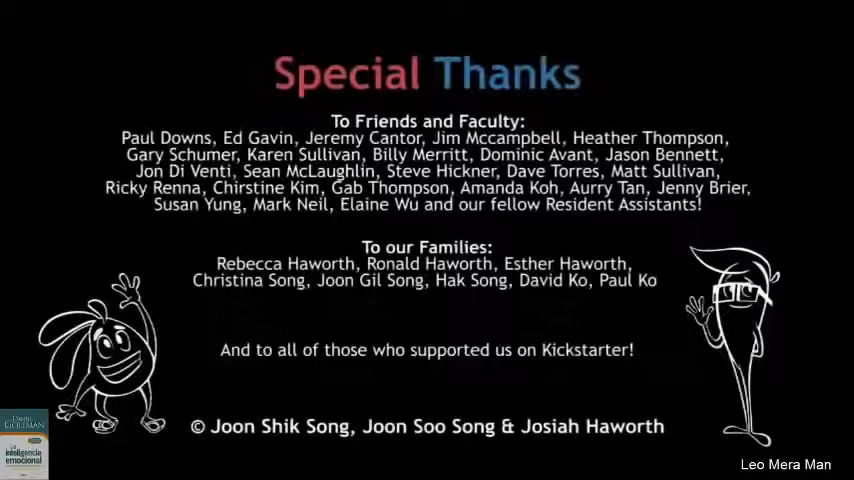 Special Thanks
To Friends and Faculty:
Paul Downs, Ed Gavin, Jeremy Cantor, Jim Mccampbell, Heather Thompson,
Gary Schumer, Karen Sullivan, Billy Merritt, Dominic Avant, Jason Bennett,
Jon Di Venti, Sean McLaughlin, Steve Hickner, Dave Torres, Matt Sullivan,
Ricky Renna, Chirstine Kim, Gab Thompson, Amanda Koh, Aurry Tan, Jenny Brier,
Susan Yung, Mark Neil, Elaine Wu and our fellow Resident Assistants!
To our Families:
Rebecca Haworth, Ronald Haworth, Esther Haworth,
Christina Song, Joon Gil Song, Hak Song, David Ko, Paul Ko
And to all of those who supported us on Kickstarter!
© Joon Shik Song, Joon Soo Song & Josiah Haworth
DANIEL
GOLEMAN
La
inteligencia
emocional
Leo Mera Man